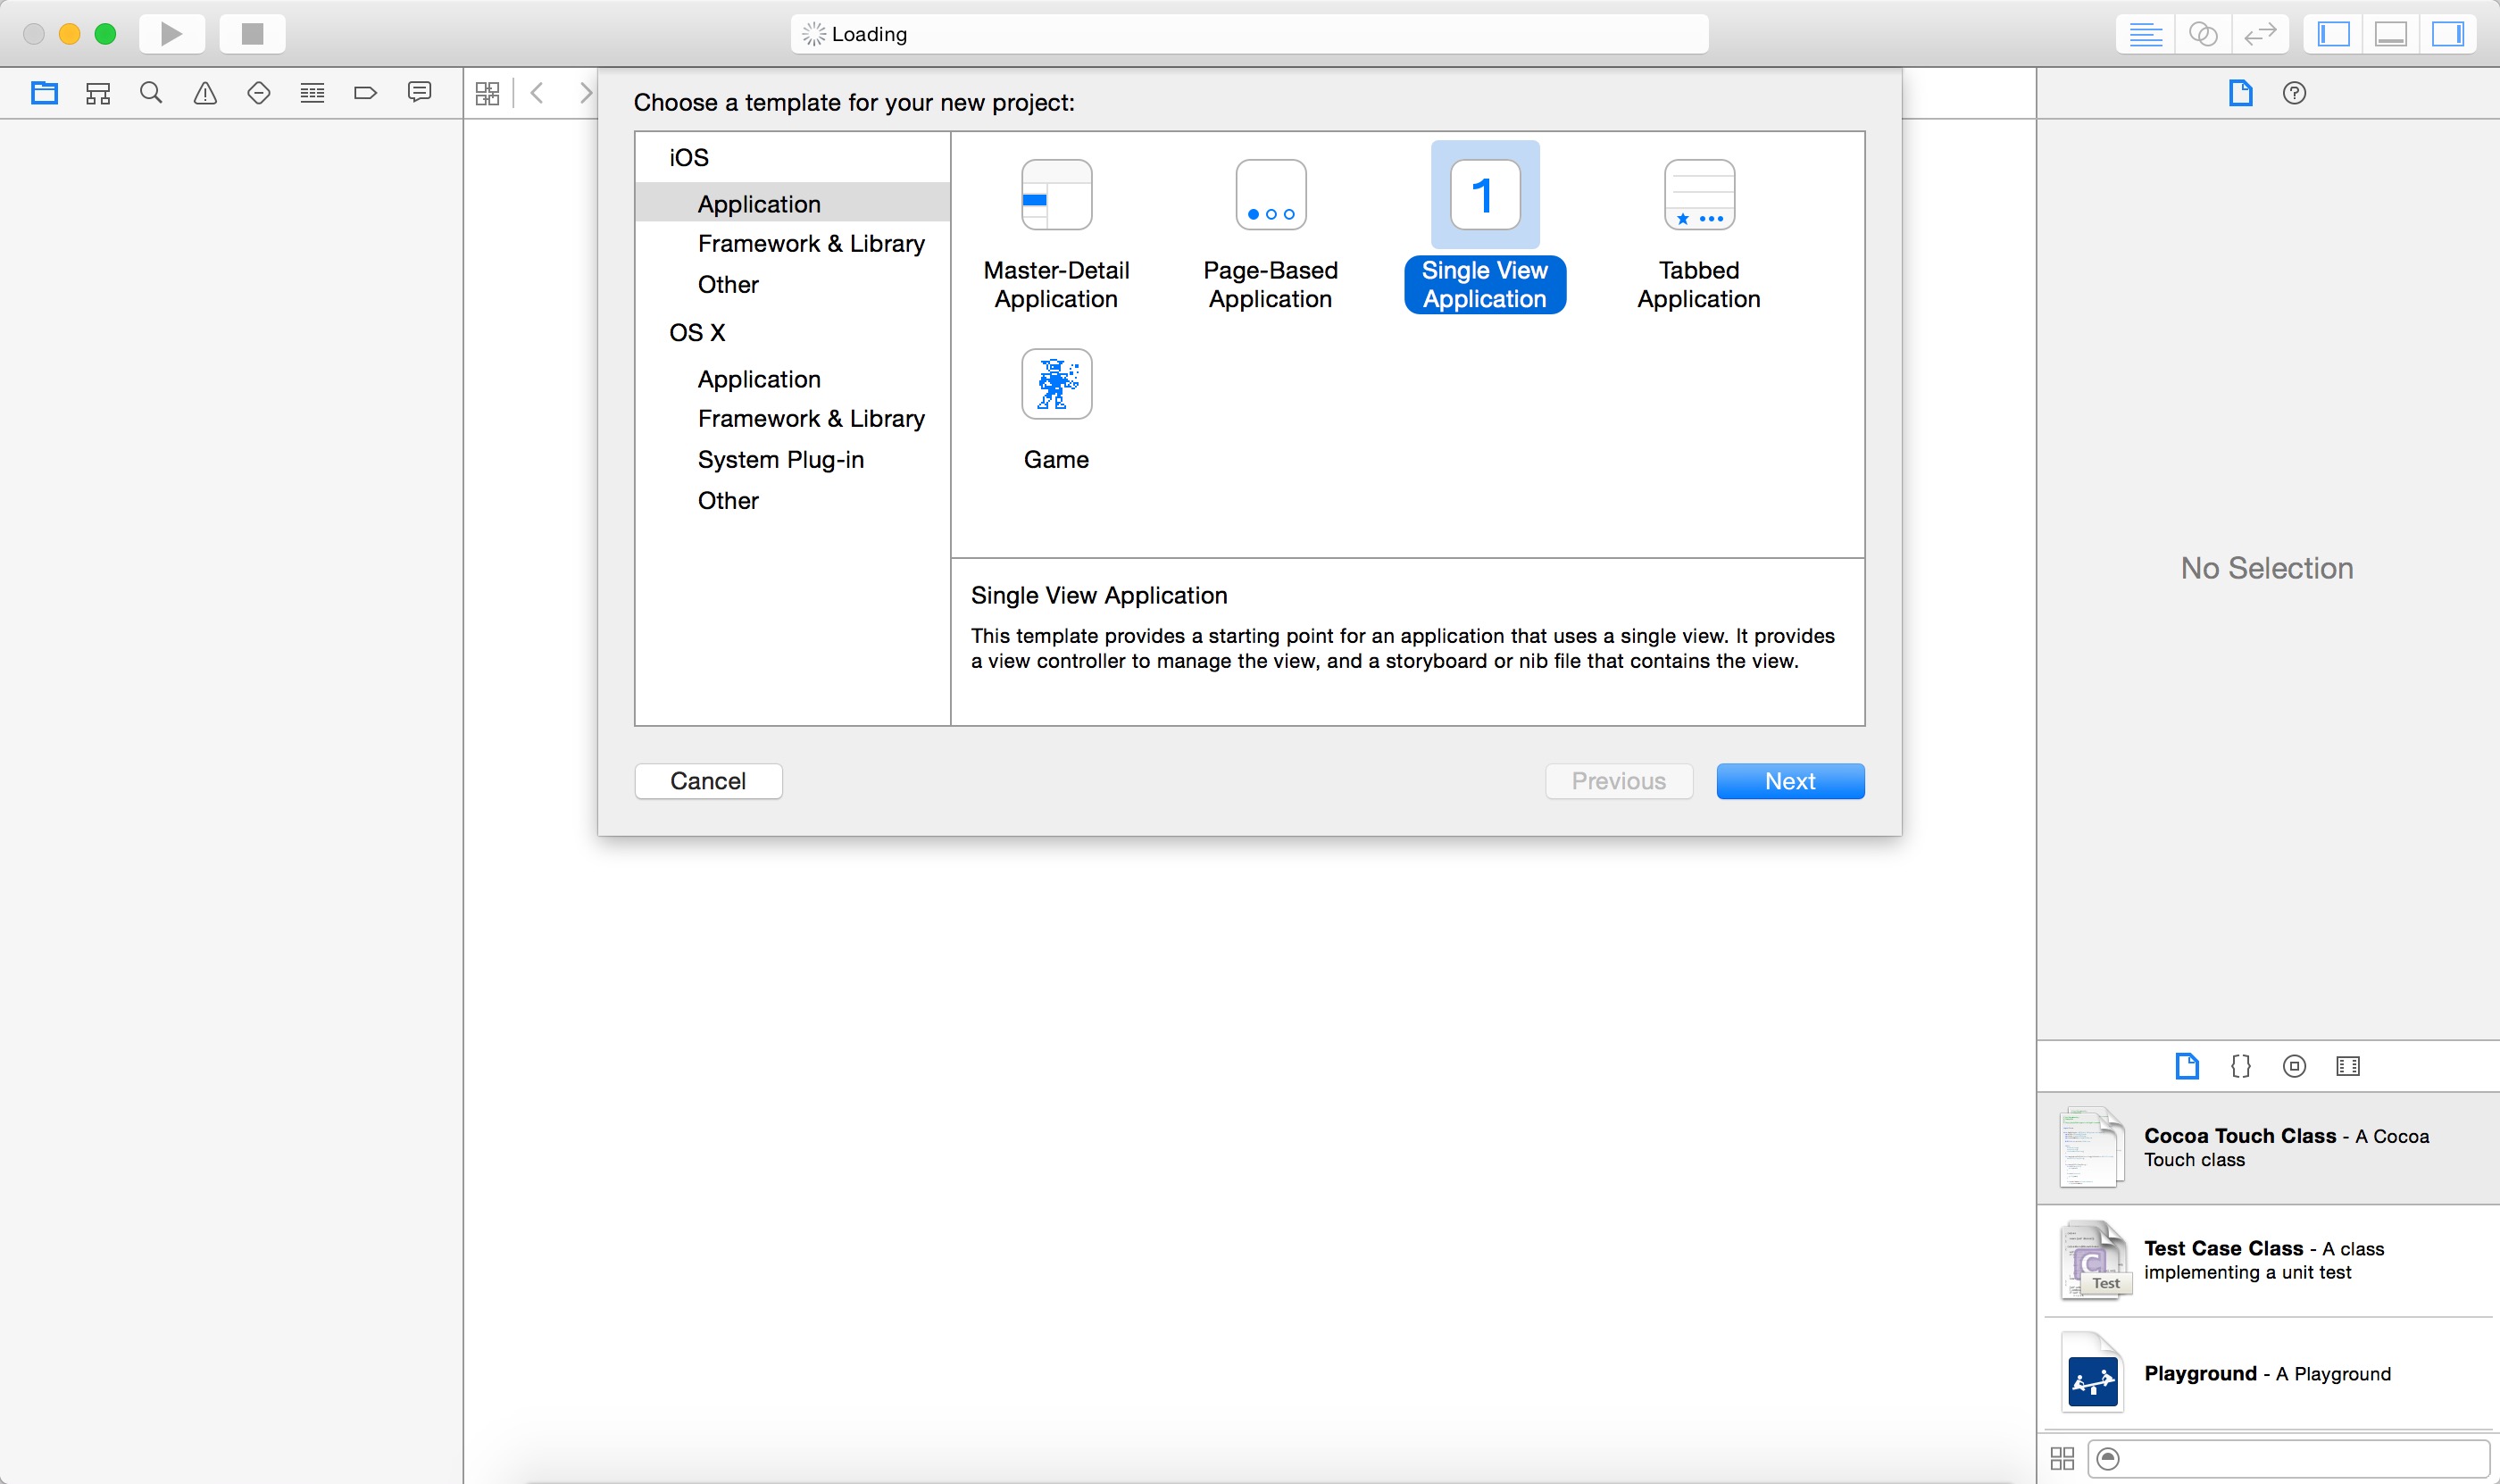 Loading
Choose a template for your new project:
iOS
Application
Framework & Library
Other
OS X
Application
Framework & Library
System Plug-in
Other
Master-Detail
Application
Page-Based
Application
1
Single View
Application
Tabbed
Application
Game
Single View Application
This template provides a starting point for an application that uses a single view. It provides
a view controller to manage the view, and a storyboard or nib file that contains the view.
Cancel
Previous
Next
No Selection
{ }
Cocoa Touch Class - A Cocoa
Touch class
C
Test
Test Case Class - A class
implementing a unit test
Playground - A Playground